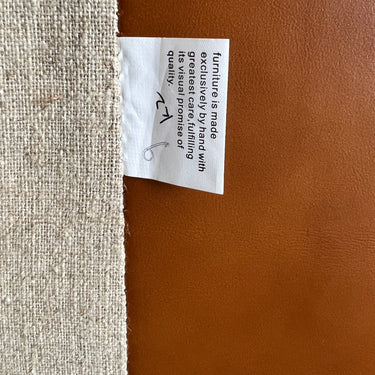 furniture is made
exclusively by hand with
greatest care,fulfilling
its visual promise of
quality.